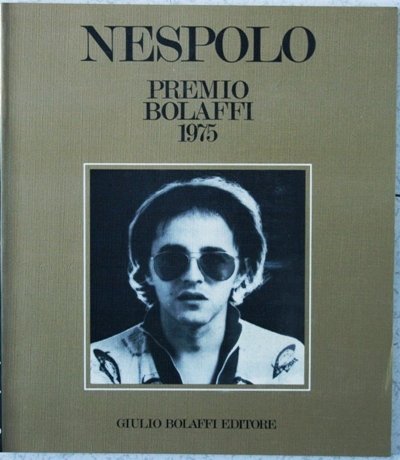 NESPOLO
PREMIO
BOLAFFI
1975
GIULIO BOLAFFI EDITORE